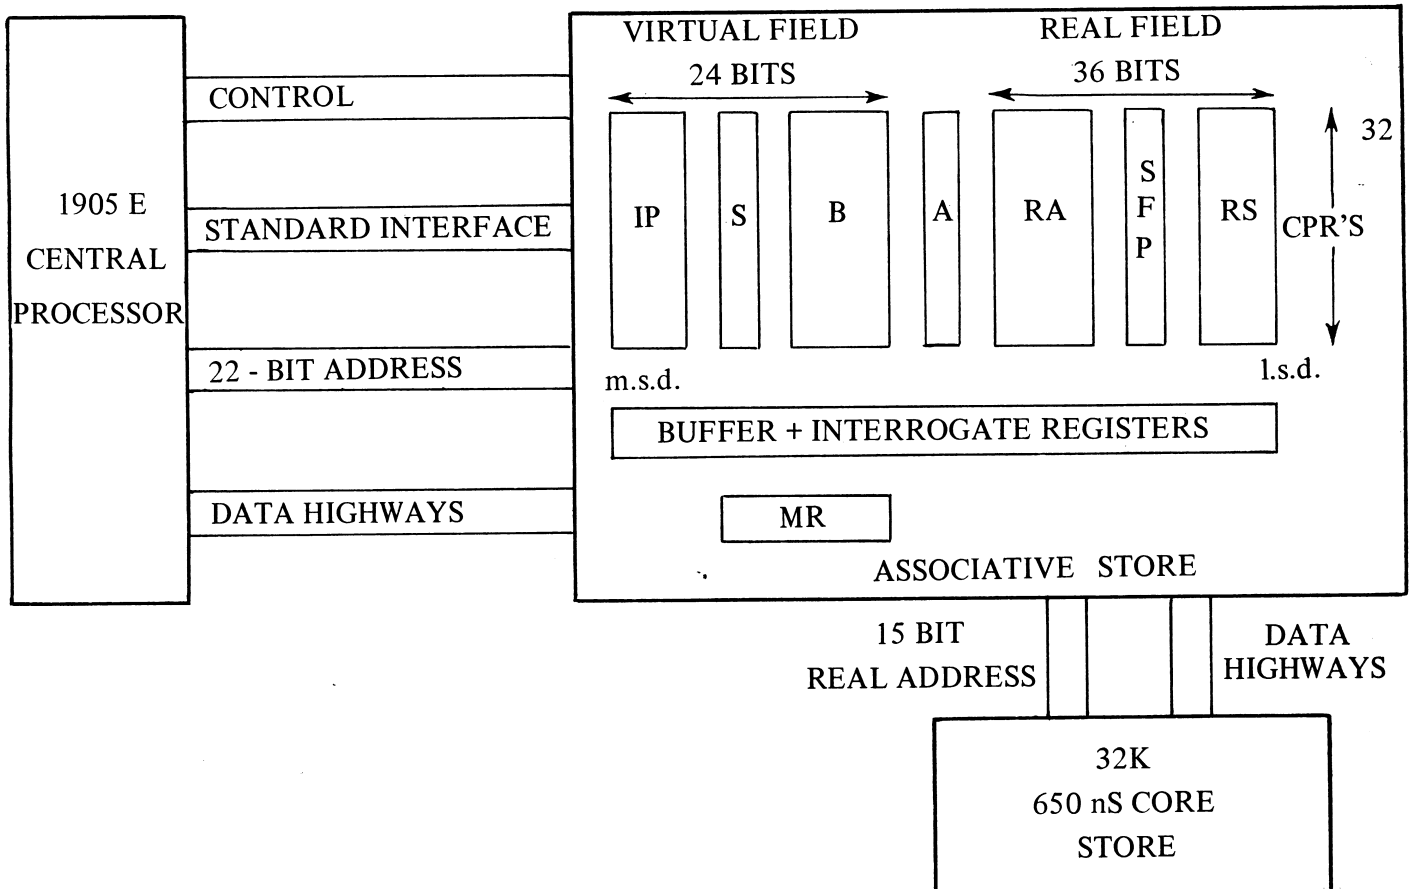 1905 E
CENTRAL
PROCESSOR
CONTROL
STANDARD INTERFACE
22 - BIT ADDRESS
DATA HIGHWAYS
VIRTUAL FIELD
24 BITS
REAL FIELD
36 BITS
IP
S
B
A
RA
S
F
P
RS
32
CPR'S
m.s.d.
l.s.d.
BUFFER + INTERROGATE REGISTERS
MR
ASSOCIATIVE STORE
15 BIT
REAL ADDRESS
DATA
HIGHWAYS
32K
650 nS CORE
STORE